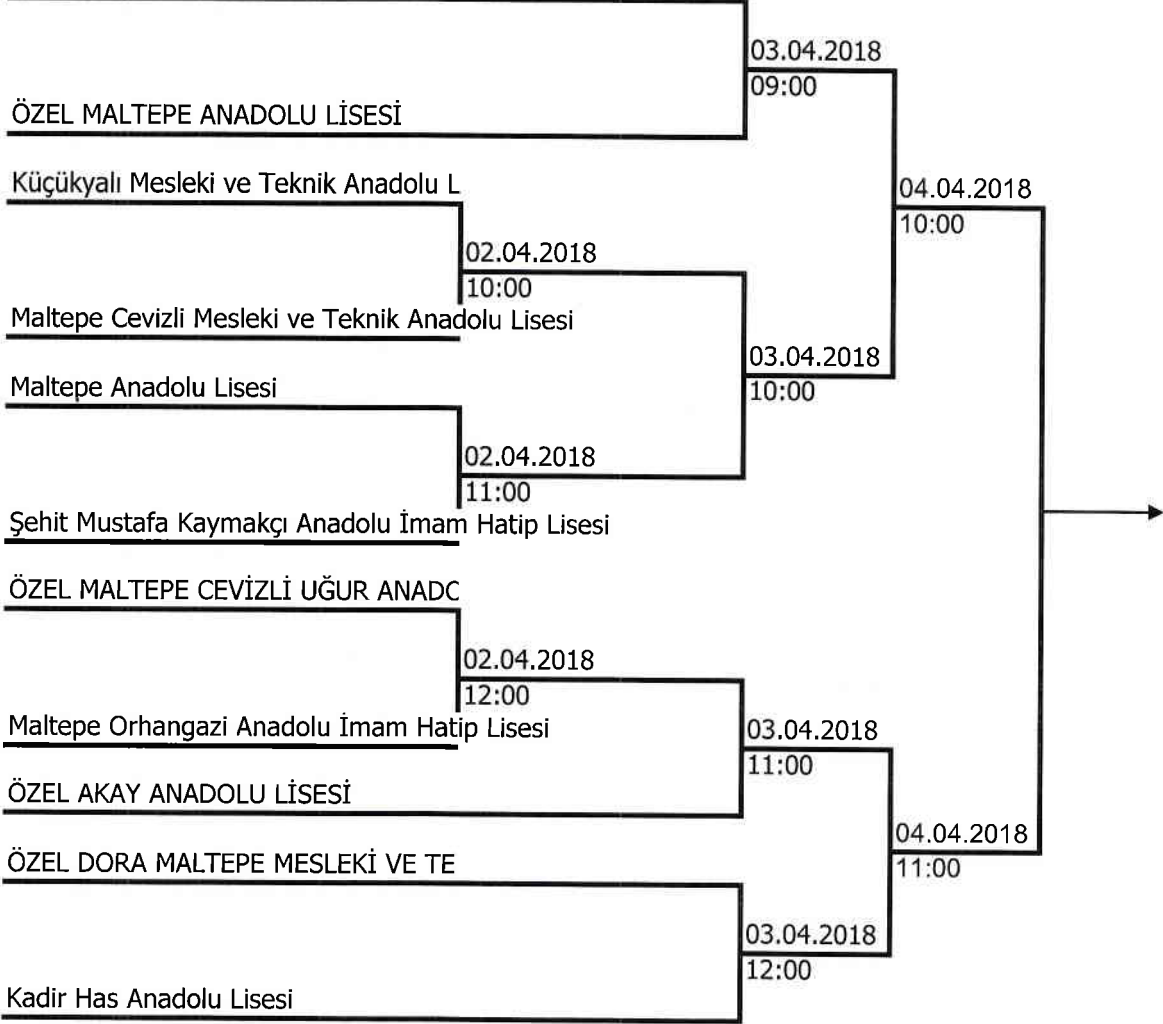 03.04.2018
09:00
ÖZEL MALTEPE ANADOLU LİSESİ
Küçükyalı Mesleki ve Teknik Anadolu L
04.04.2018
10:00
02.04.2018
10:00
Maltepe Cevizli Mesleki ve Teknik Anadolu Lisesi
03.04.2018
10:00
Maltepe Anadolu Lisesi
02.04.2018
11:00
Şehit Mustafa Kaymakçı Anadolu İmam Hatip Lisesi
ÖZEL MALTEPE CEVİZLİ UĞUR ANADO
02.04.2018
12:00
Maltepe Orhangazi Anadolu İmam Hatip Lisesi
03.04.2018
11:00
ÖZEL AKAY ANADOLU LİSESİ
04.04.2018
11:00
ÖZEL DORA MALTEPE MESLEKİ VE TE
03.04.2018
12:00
Kadir Has Anadolu Lisesi